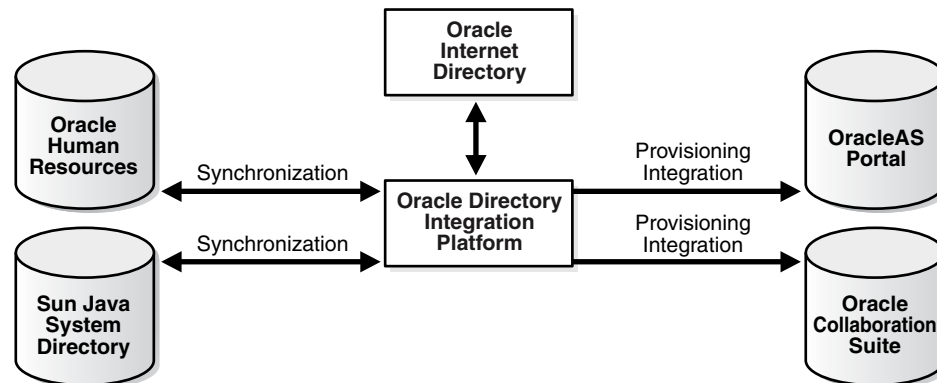 Oracle
Internet
Directory
Oracle
Human
Resources
Synchronization
Oracle Directory
Integration
Platform
Provisioning
Integration
OracleAS
Portal
Sun Java
System
Directory
Synchronization
Provisioning
Integration
Oracle
Collaboration
Suite